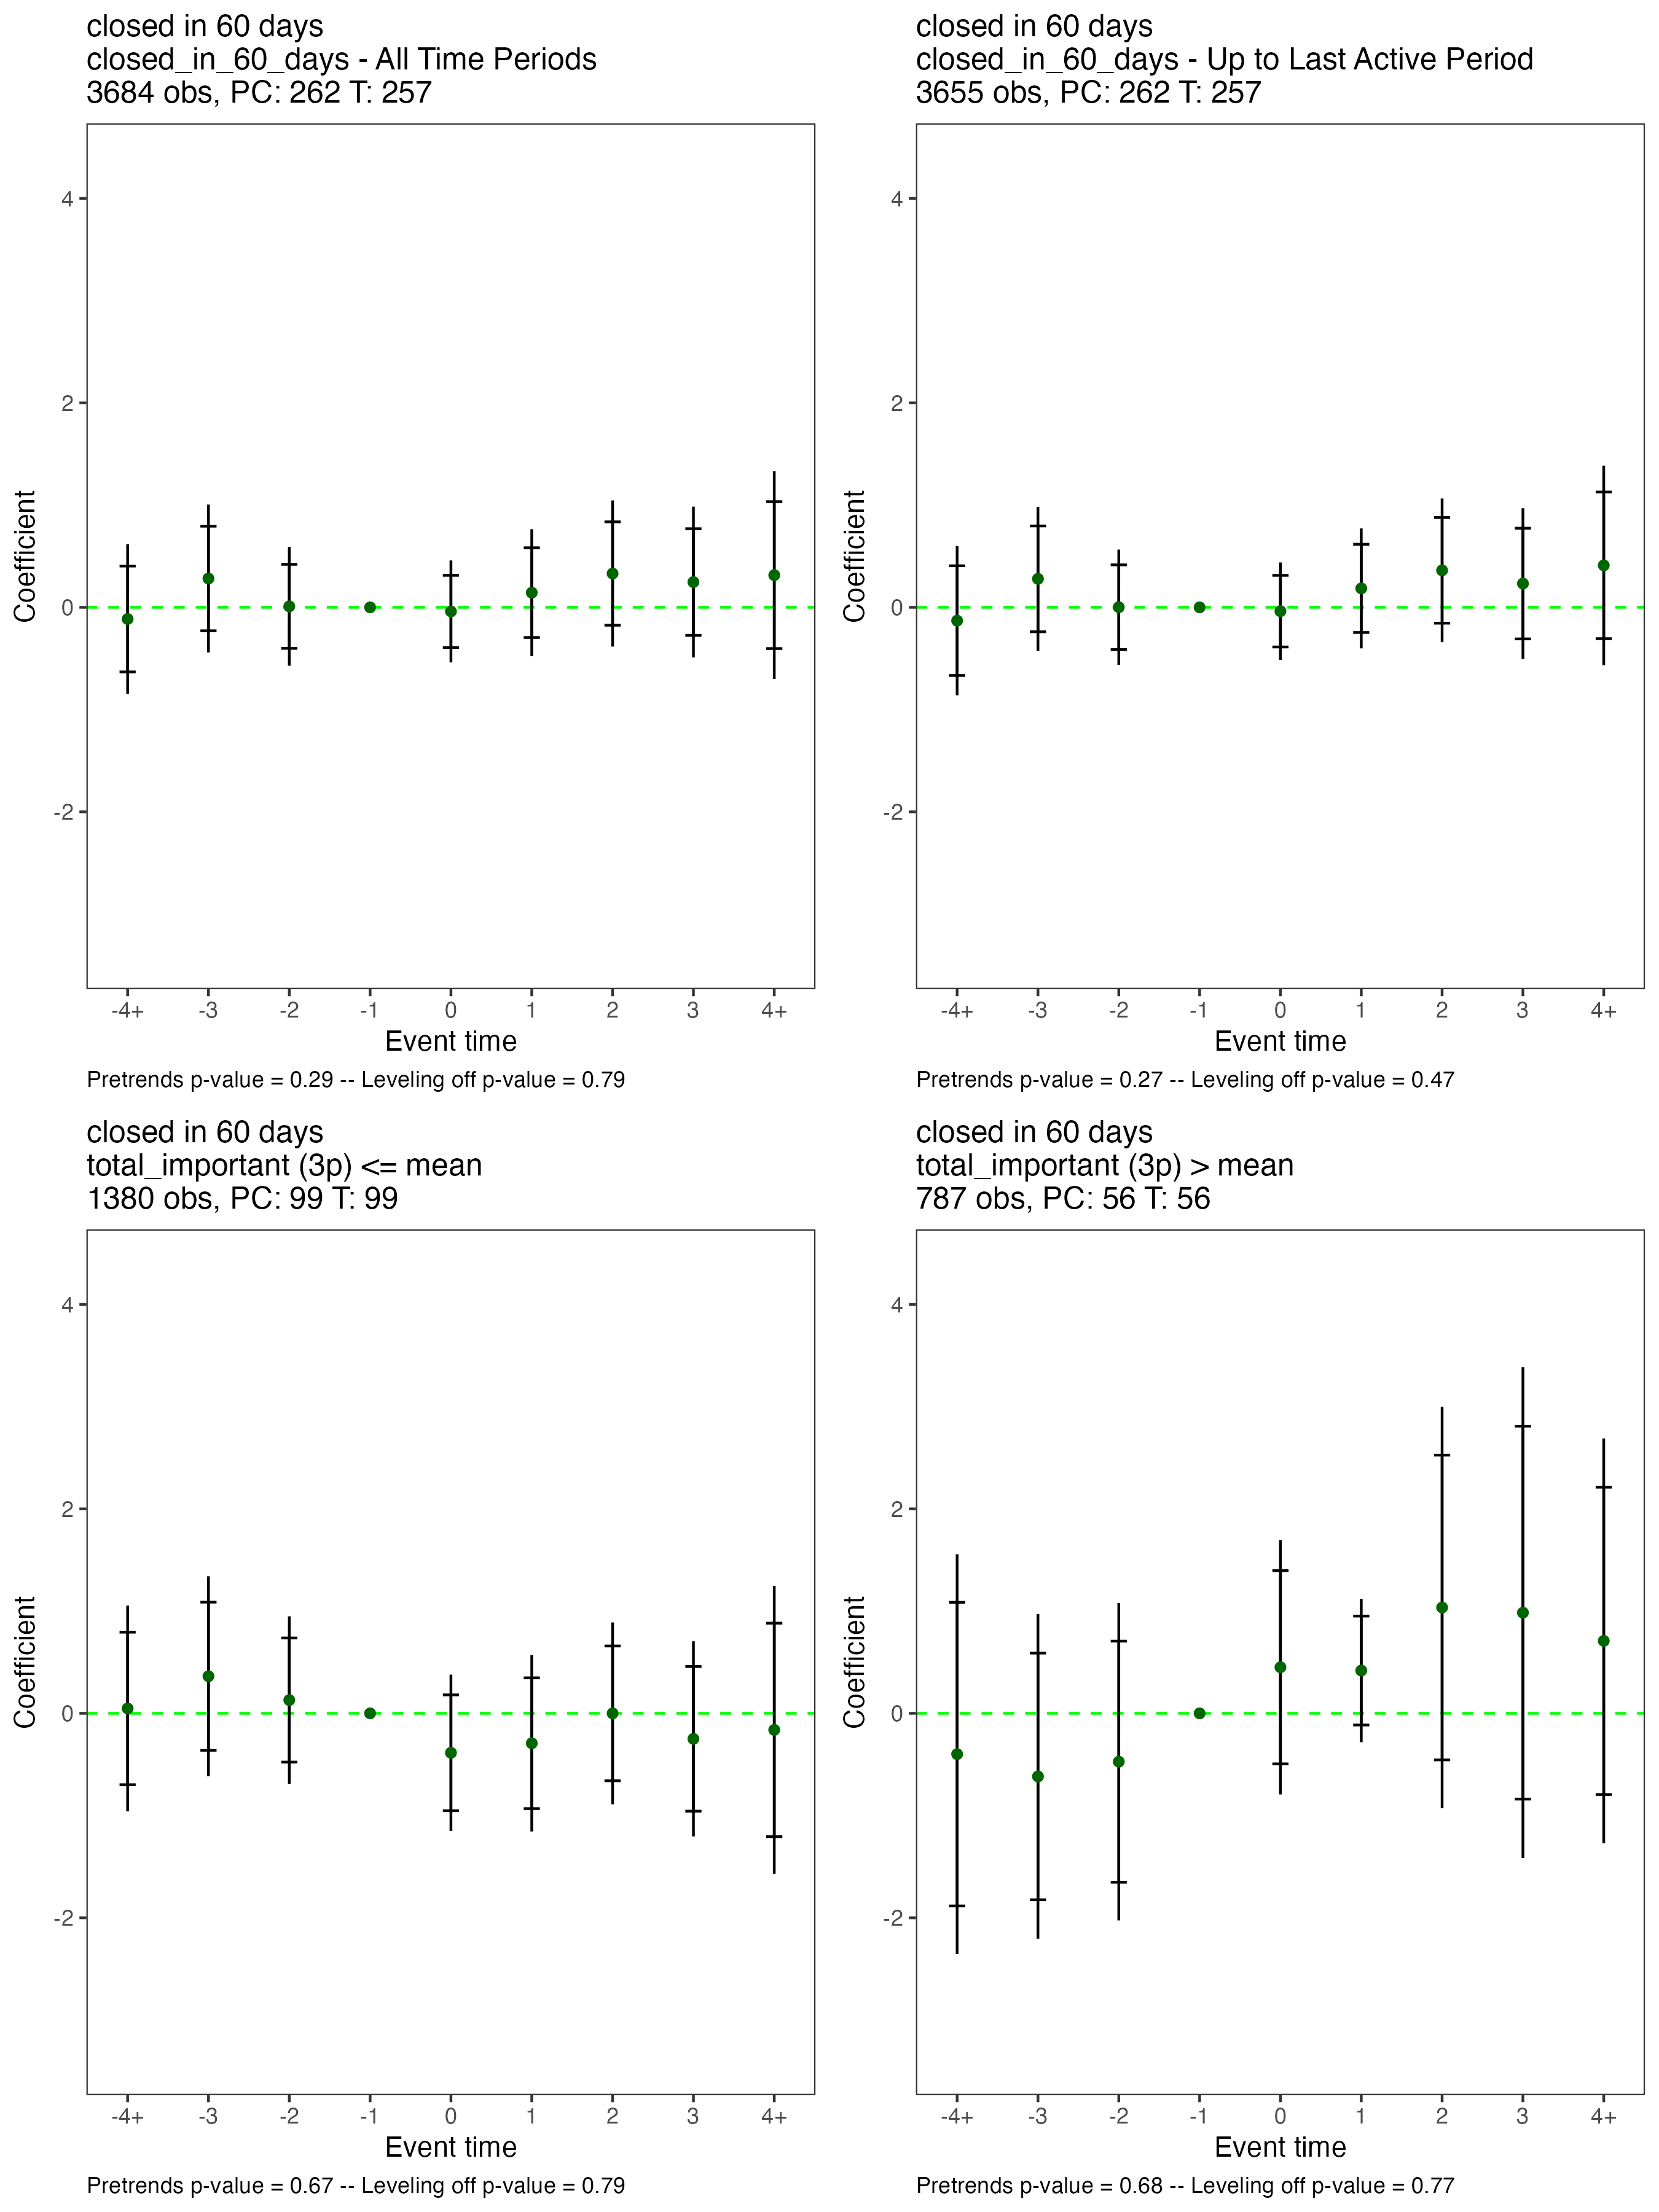 closed in 60 days
closed_in_60_days - All Time Periods
3684 obs, PC: 262 T: 257
4
2
0
-2
Coefficient
-4+ -3 -2 -1 0 1 2 3 4+
Event time
Pretrends p-value = 0.29 -- Leveling off p-value = 0.79
closed in 60 days
closed_in_60_days - Up to Last Active Period
3655 obs, PC: 262 T: 257
4
2
0
-2
Coefficient
-4+ -3 -2 -1 0 1 2 3 4+
Event time
Pretrends p-value = 0.27 -- Leveling off p-value = 0.47
closed in 60 days
total_important (3p) <= mean
1380 obs, PC: 99 T: 99
4
2
0
-2
Coefficient
-4+ -3 -2 -1 0 1 2 3 4+
Event time
Pretrends p-value = 0.67 -- Leveling off p-value = 0.79
closed in 60 days
total_important (3p) > mean
787 obs, PC: 56 T: 56
4
2
0
-2
Coefficient
-4+ -3 -2 -1 0 1 2 3 4+
Event time
Pretrends p-value = 0.68 -- Leveling off p-value = 0.77